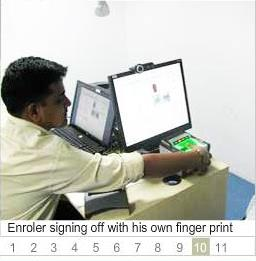 Enroler signing off with his own finger print
1 2 3 4 5 6 7 8 9 10 11